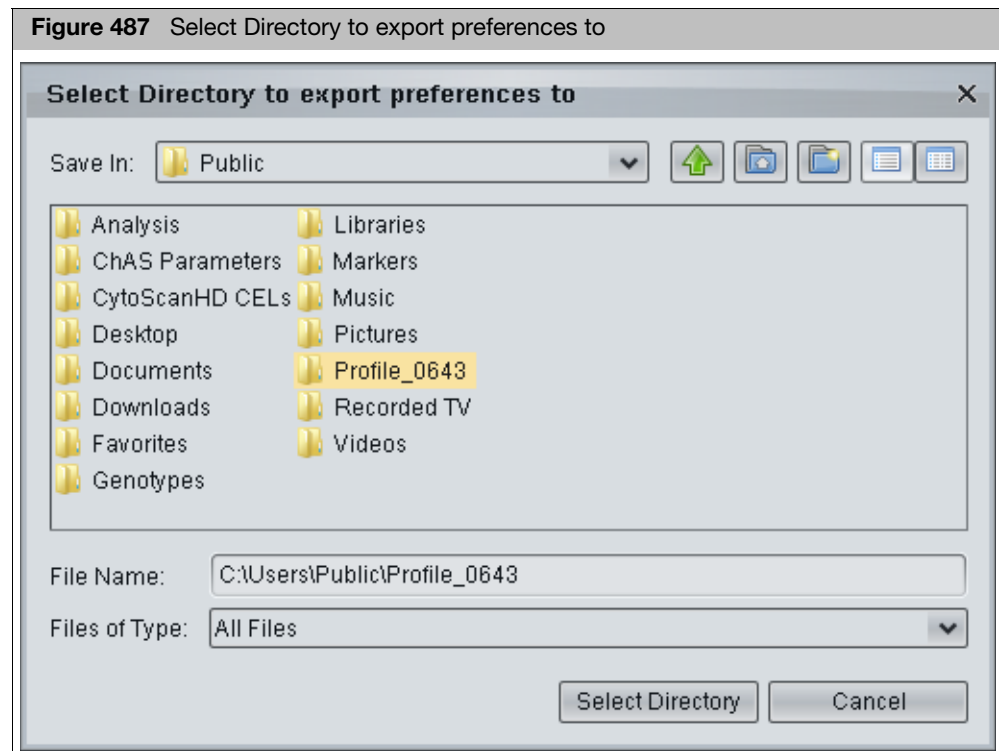 Figure 487 Select Directory to export preferences to
Select Directory to export preferences to
Save In: Public
Analysis
ChAS Parameters
CytoScanHD CELs
Desktop
Documents
Downloads
Favorites
Genotypes
Libraries
Markers
Music
Pictures
Profile_0643
Recorded TV
Videos
File Name: C:\Users\Public\Profile_0643
Files of Type: All Files
Select Directory Cancel